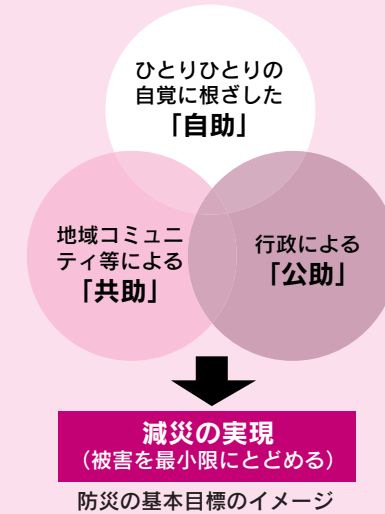 ひとりひとりの
自覚に根ざした
「自助」
地域コミュニ
ティ等による
「共助」
行政による
「公助」
減災の実現
（被害を最小限にとどめる）
防災の基本目標のイメージ